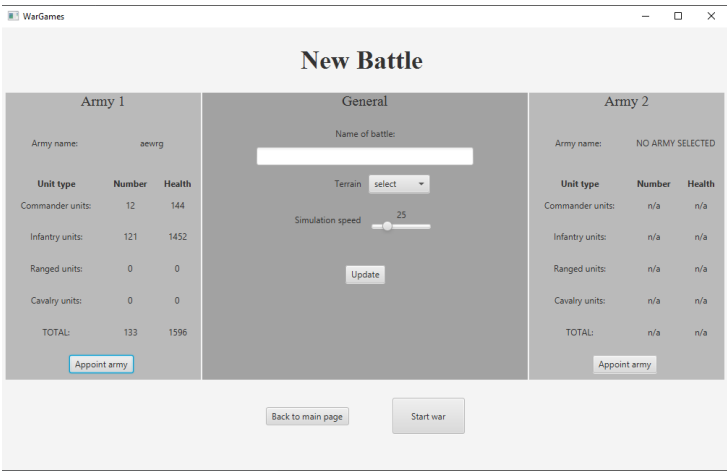 WarGames
New Battle
Army 1
Army name: aewrg
Unit type Number Health
Commander units: 12 144
Infantry units: 121 1452
Ranged units: 0 0
Cavalry units: 0 0
TOTAL: 133 1596
Appoint army
General
Name of battle:
Terrain select
Simulation speed 25
Update
Army 2
Army name: NO ARMY SELECTED
Unit type Number Health
Commander units: n/a n/a
Infantry units: n/a n/a
Ranged units: n/a n/a
Cavalry units: n/a n/a
TOTAL: n/a n/a
Appoint army
Back to main page
Start war